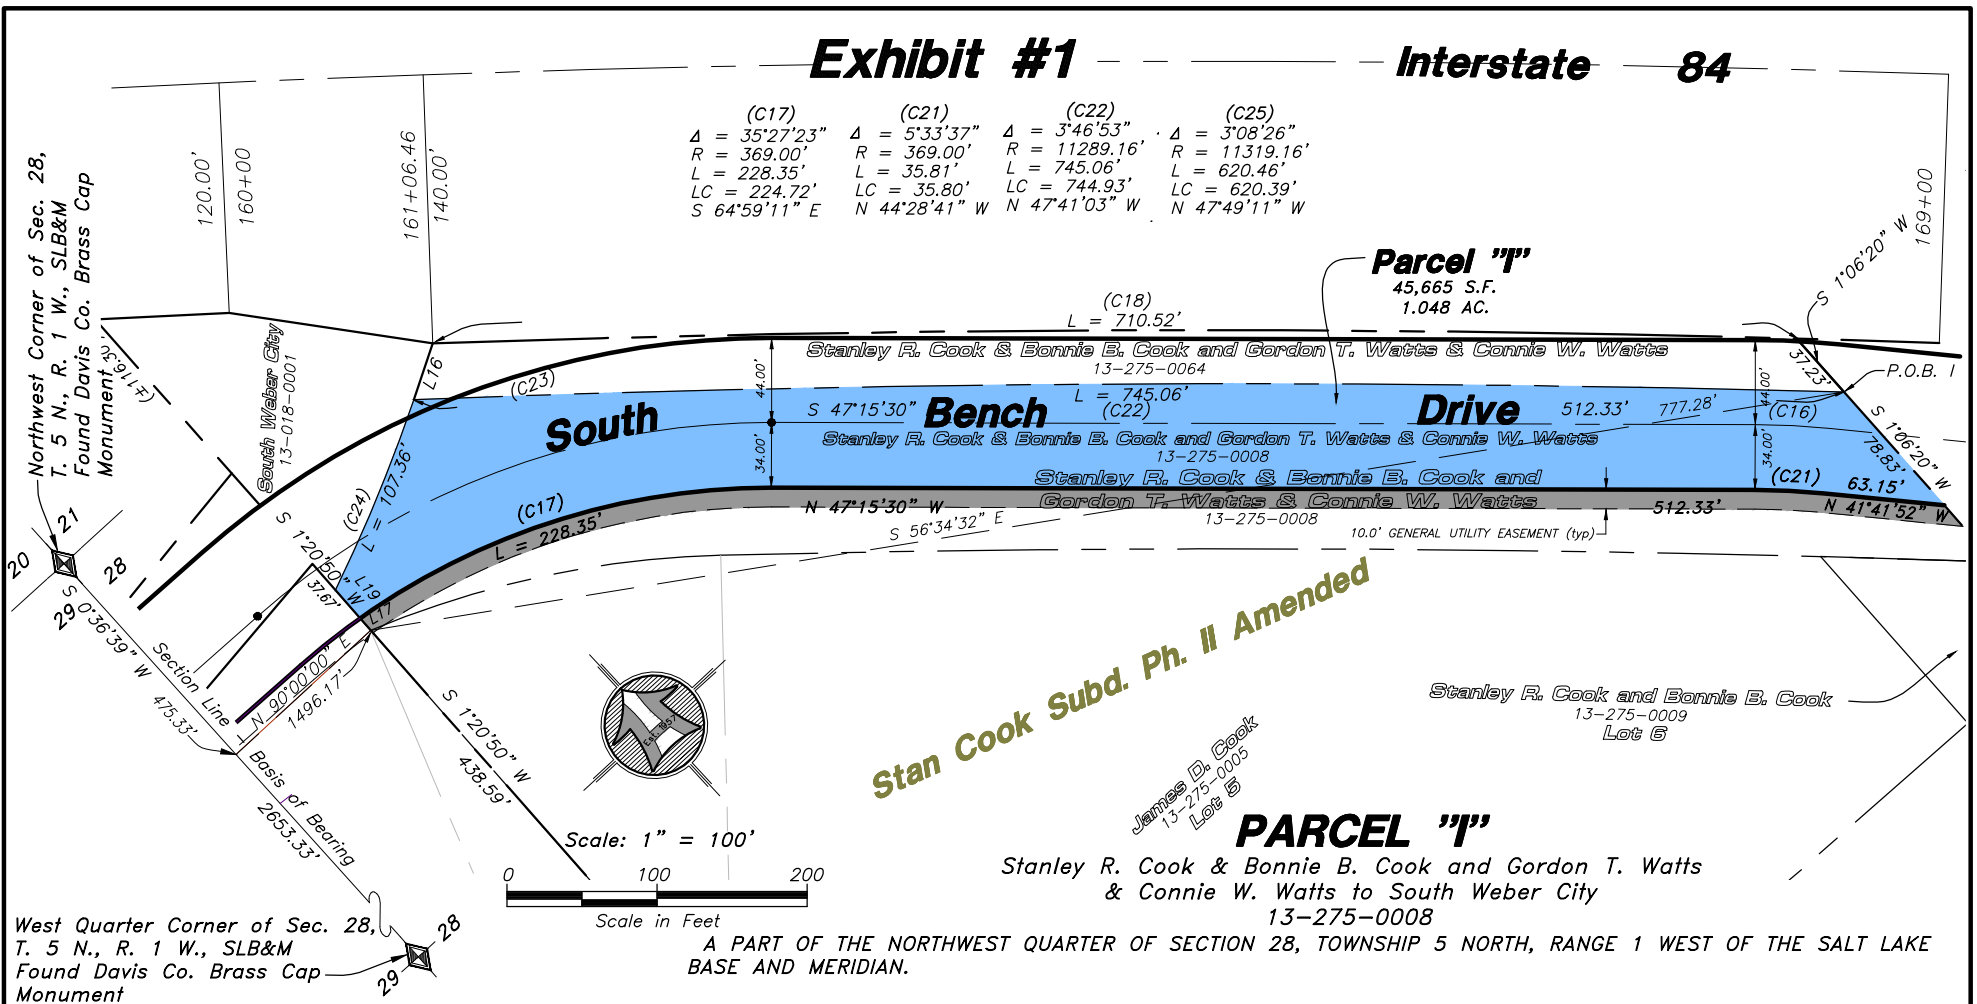 Exhibit #1
Interstate 84
(C17)
Δ = 35°27'23"
R = 369.00'
L = 228.35'
LC = 224.72'
S 64°59'11" E
(C21)
Δ = 5°33'37"
R = 369.00'
L = 35.81'
LC = 35.80'
N 44°28'41" W
(C22)
Δ = 3°46'53"
R = 11289.16'
L = 745.06'
LC = 744.93'
N 47°41'03" W
(C25)
Δ = 3°08'26"
R = 11319.16'
L = 620.46'
LC = 620.39'
N 47°49'11" W
120.00'
160+00
161+06.46
140.00'
169+00
S 1°06'20" W
Northwest Corner of Sec. 28,
T. 5 N., R. 1 W., SLB&M
Found Davis Co. Brass Cap
Monument
South Weber City
13-018-0001
Parcel "I"
45,665 S.F.
1.048 AC.
(C18)
L = 710.52'
Stanley R. Cook & Bonnie B. Cook and Gordon T. Watts & Connie W. Watts
13-275-0064
L16
(C23)
44.00'
44.00'
37.23'
P.O.B. I
L = 745.06'
(C22)
South Bench Drive
S 47°15'30" E
512.33'
777.28'
(C16)
S 1°06'20" W
78.83'
Stanley R. Cook & Bonnie B. Cook and Gordon T. Watts & Connie W. Watts
13-275-0008
34.00'
34.00'
Stanley R. Cook & Bonnie B. Cook and
Gordon T. Watts & Connie W. Watts
13-275-0008
(C21)
63.15'
N 41°41'52" W
(C24)
L = 107.36'
(C17)
L = 228.35'
N 47°15'30" W
512.33'
S 56°34'32" E
10.0' GENERAL UTILITY EASEMENT (typ)
S 1°20'50" W
37.67'
L19
L17
20
21
28
29
S 0°36'39" W
475.33'
Section Line
N 90°00'00" E
1496.17'
Basis of Bearing
2653.33'
S 1°20'50" W
438.59'
Est. 1957
Stan Cook Subd. Ph. II Amended
Stanley R. Cook and Bonnie B. Cook
13-275-0009
Lot 6
James D. Cook
13-275-0005
Lot 5
Scale: 1" = 100'
0 100 200
Scale in Feet
PARCEL "I"
Stanley R. Cook & Bonnie B. Cook and Gordon T. Watts
& Connie W. Watts to South Weber City
13-275-0008
A PART OF THE NORTHWEST QUARTER OF SECTION 28, TOWNSHIP 5 NORTH, RANGE 1 WEST OF THE SALT LAKE
BASE AND MERIDIAN.
West Quarter Corner of Sec. 28,
T. 5 N., R. 1 W., SLB&M
Found Davis Co. Brass Cap
Monument
28
29